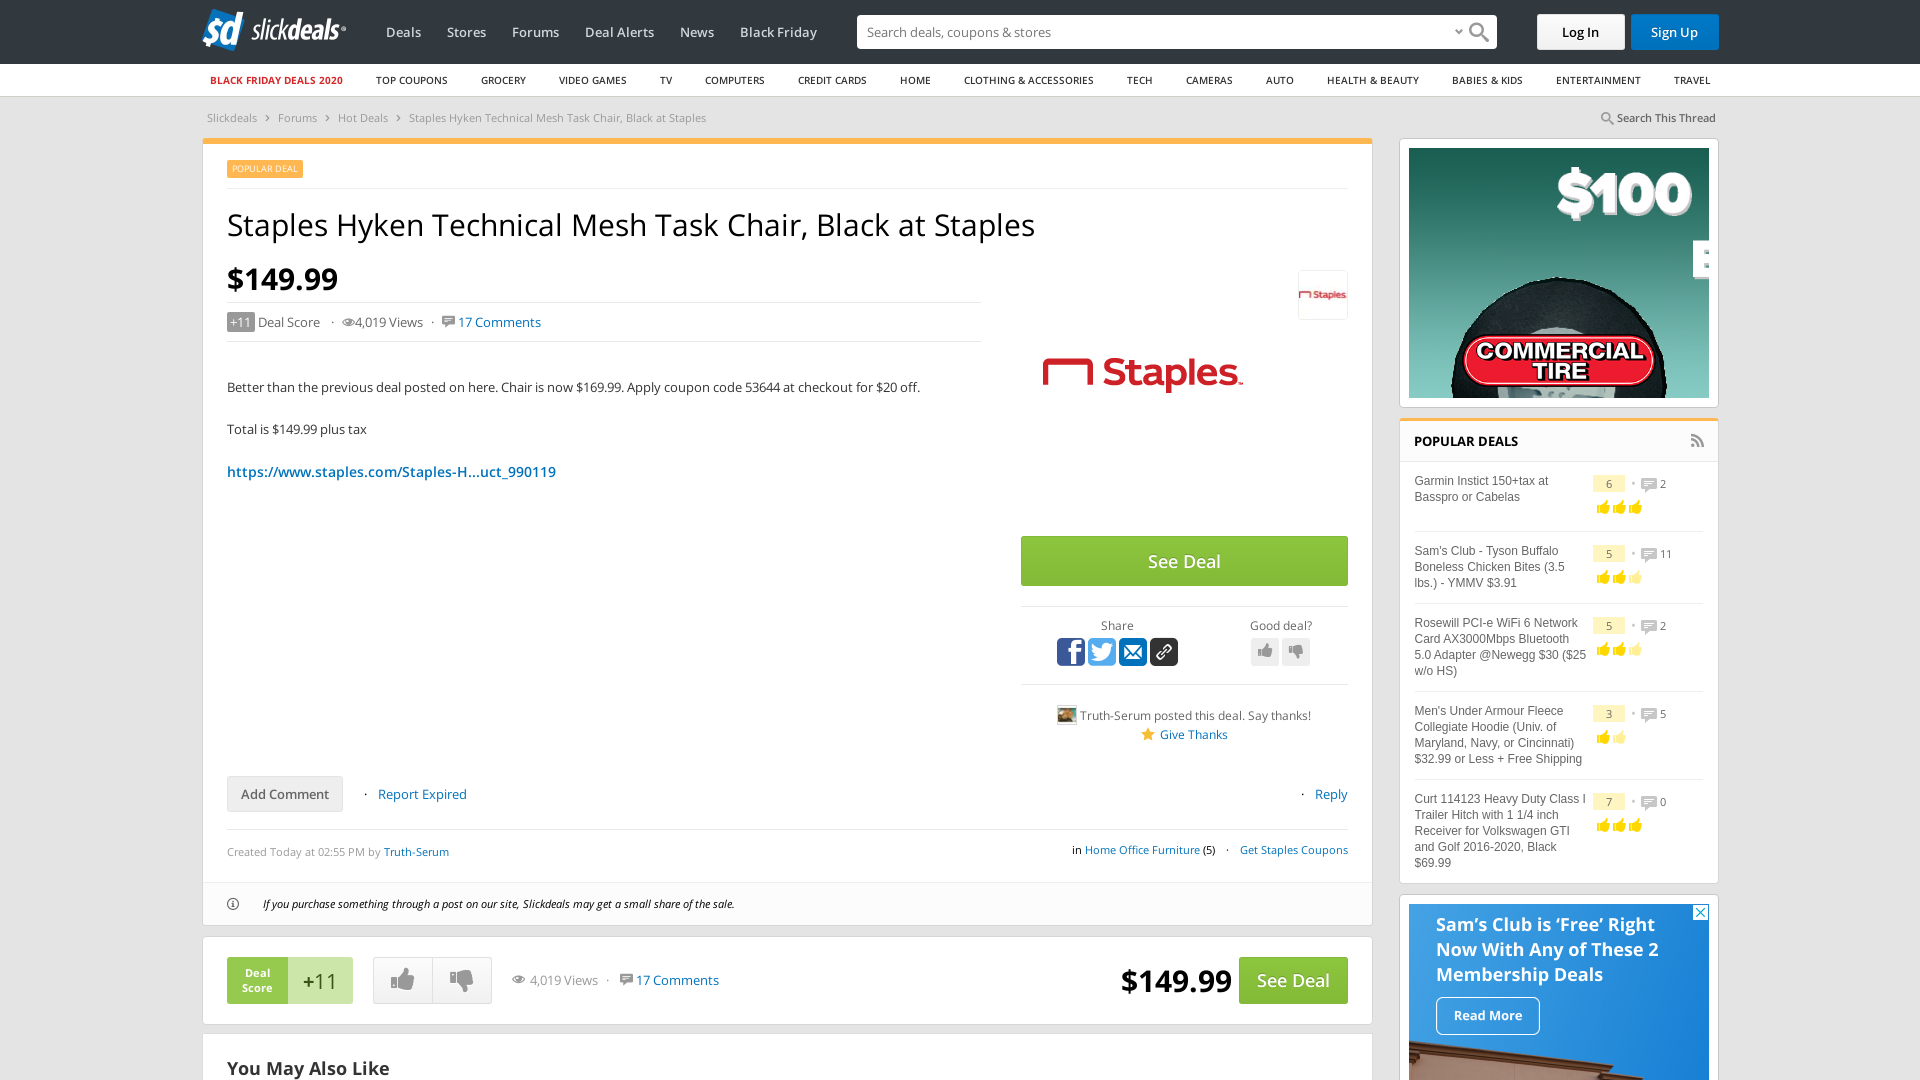 slickdeals
Deals
Stores
Forums
Deal Alerts
News
Black Friday
Search deals, coupons & stores
Log In
Sign Up
BLACK FRIDAY DEALS 2020
TOP COUPONS
GROCERY
VIDEO GAMES
TV
COMPUTERS
CREDIT CARDS
HOME
CLOTHING & ACCESSORIES
TECH
CAMERAS
AUTO
HEALTH & BEAUTY
BABIES & KIDS
ENTERTAINMENT
TRAVEL
Slickdeals > Forums > Hot Deals > Staples Hyken Technical Mesh Task Chair, Black at Staples
Search This Thread
POPULAR DEAL
Staples Hyken Technical Mesh Task Chair, Black at Staples
$149.99
+11 Deal Score · 4,019 Views · 17 Comments
Staples
Better than the previous deal posted on here. Chair is now $169.99. Apply coupon code 53644 at checkout for $20 off.
Total is $149.99 plus tax
https://www.staples.com/Staples-H...uct_990119
Staples
See Deal
Share
Good deal?
Truth-Serum posted this deal. Say thanks!
Give Thanks
Add Comment
· Report Expired
· Reply
Created Today at 02:55 PM by Truth-Serum
in Home Office Furniture (5) · Get Staples Coupons
If you purchase something through a post on our site, Slickdeals may get a small share of the sale.
Deal
Score
+11
4,019 Views · 17 Comments
$149.99
See Deal
You May Also Like
$100
COMMERCIAL
TIRE
POPULAR DEALS
Garmin Instict 150+tax at
Basspro or Cabelas
6 • 2
Sam's Club - Tyson Buffalo
Boneless Chicken Bites (3.5
lbs.) - YMMV $3.91
5 • 11
Rosewill PCI-e WiFi 6 Network
Card AX3000Mbps Bluetooth
5.0 Adapter @Newegg $30 ($25
w/o HS)
5 • 2
Men's Under Armour Fleece
Collegiate Hoodie (Univ. of
Maryland, Navy, or Cincinnati)
$32.99 or Less + Free Shipping
3 • 5
Curt 114123 Heavy Duty Class I
Trailer Hitch with 1 1/4 inch
Receiver for Volkswagen GTI
and Golf 2016-2020, Black
$69.99
7 • 0
Sam's Club is 'Free' Right
Now With Any of These 2
Membership Deals
Read More